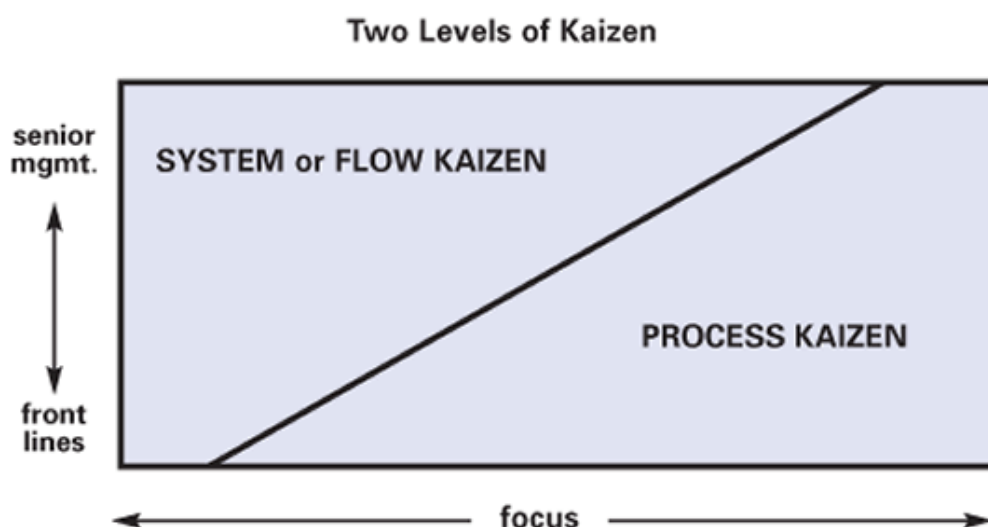 Two Levels of Kaizen
senior
mgmt.
SYSTEM or FLOW KAIZEN
PROCESS KAIZEN
front
lines
focus